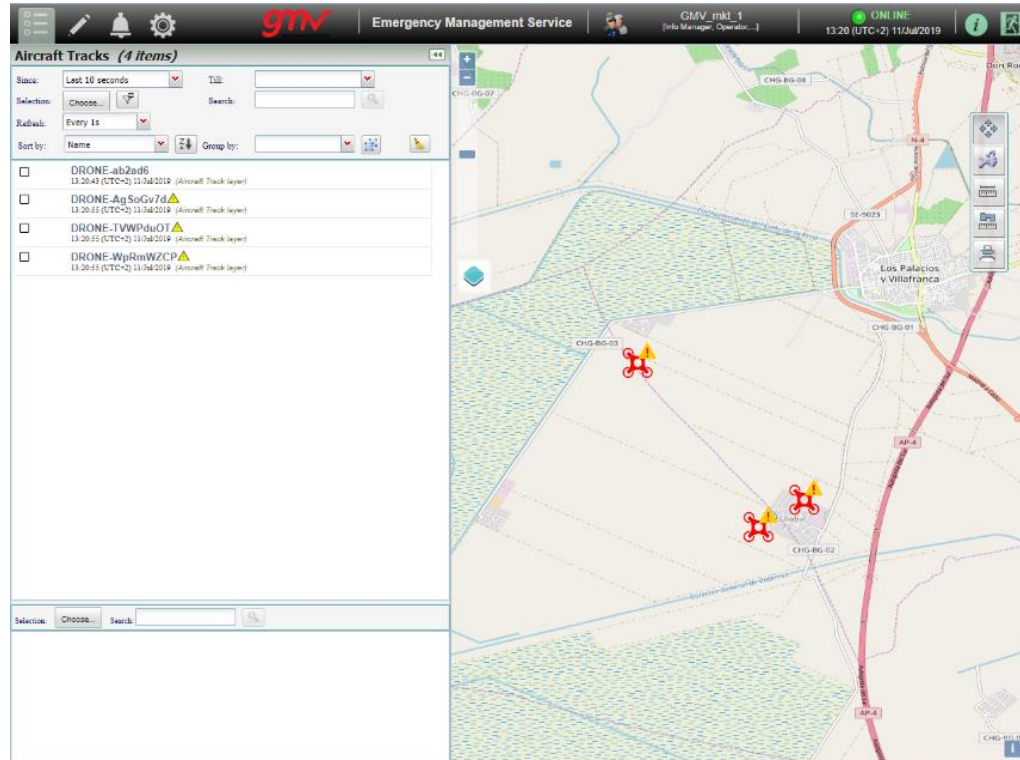 gmv
Emergency Management Service
GMV_mkt_1
[Info Manager, Operator,...]
ONLINE
13:20 (UTC+2) 11/Jul/2019
Aircraft Tracks (4 items)
Since: Last 10 seconds Till:
Selection: Choose... Search:
Refresh: Every 1s
Sort by: Name Group by:
DRONE-ab2ad6
13:20:43 (UTC+2) 11/Jul/2019 (Aircraft Track layer)
DRONE-AgSoGv7d
13:20:55 (UTC+2) 11/Jul/2019 (Aircraft Track layer)
DRONE-TVWPduOT
13:20:55 (UTC+2) 11/Jul/2019 (Aircraft Track layer)
DRONE-WpRmWZCP
13:20:55 (UTC+2) 11/Jul/2019 (Aircraft Track layer)
Selection: Choose... Search:
CHG-BG-08
CHG-BG-07
N-4
SE-9023
Los Palacios
y Villafranca
CHG-BG-01
CHG-BG-03
AP-4
CHG-BG-02
AP-4